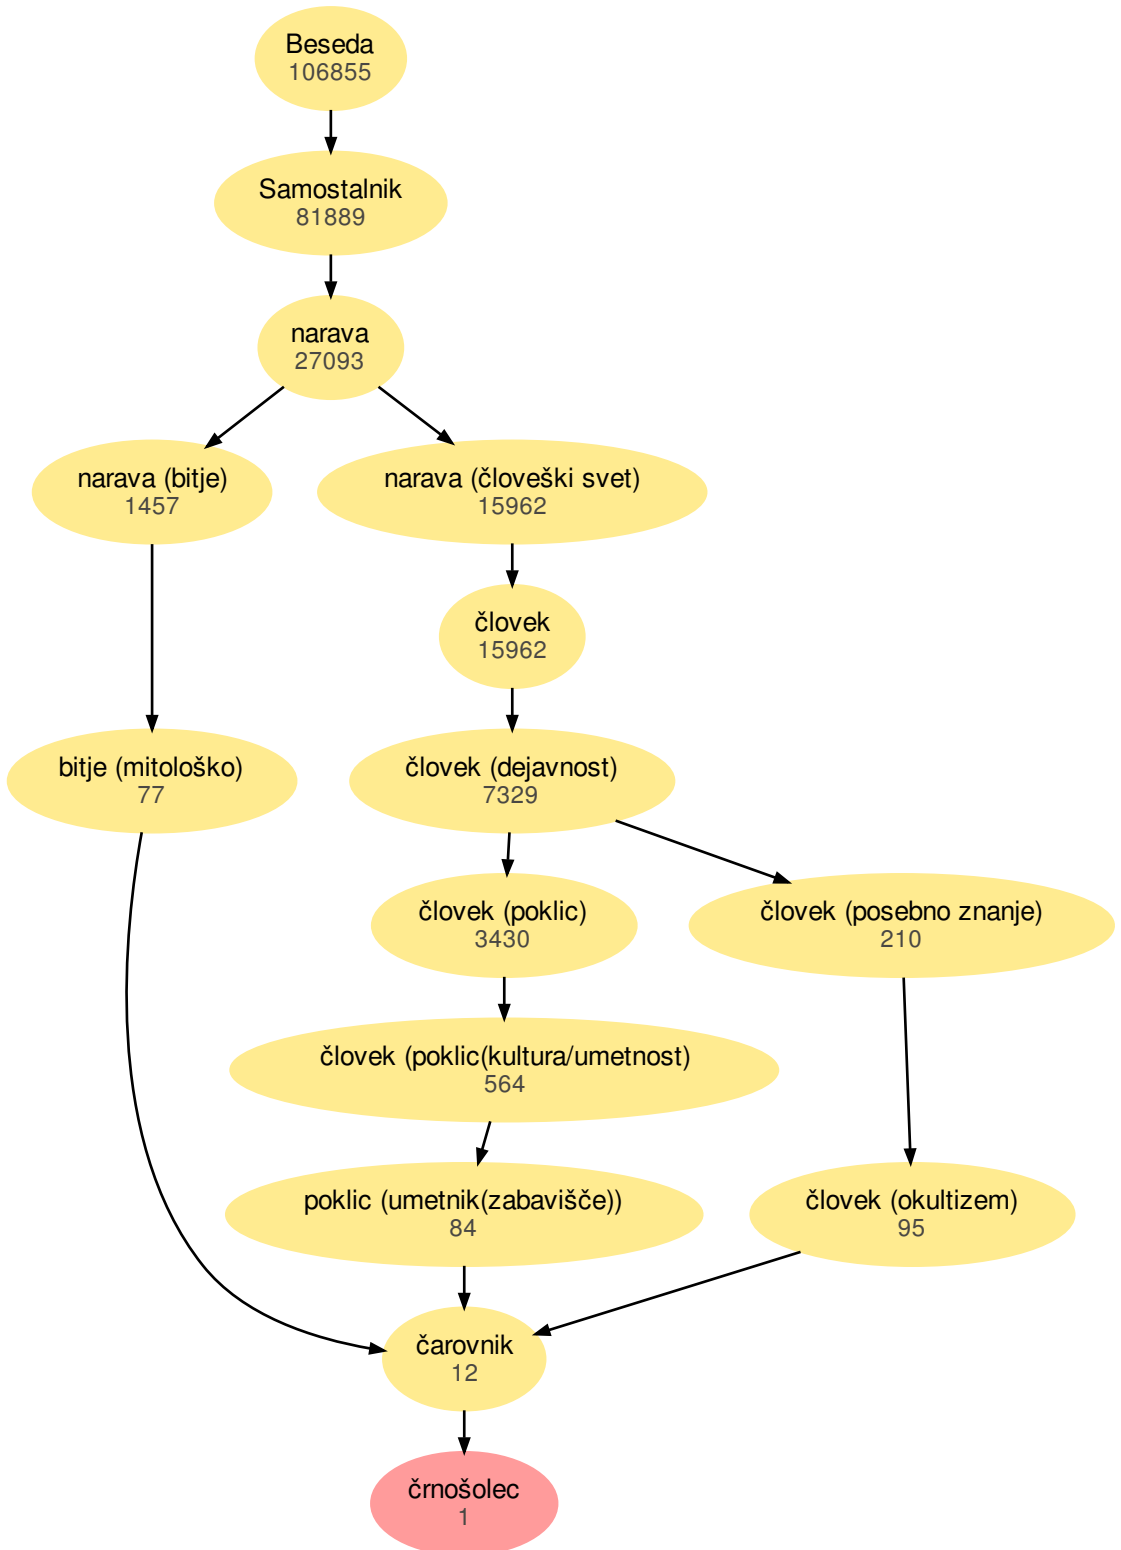 Beseda
106855
Samostalnik
81889
narava
27093
narava (bitje)
1457
narava (človeški svet)
15962
človek
15962
bitje (mitološko)
77
človek (dejavnost)
7329
človek (poklic)
3430
človek (posebno znanje)
210
človek (poklic(kultura/umetnost)
564
poklic (umetnik(zabavišče))
84
človek (okultizem)
95
čarovnik
12
črnošolec
1